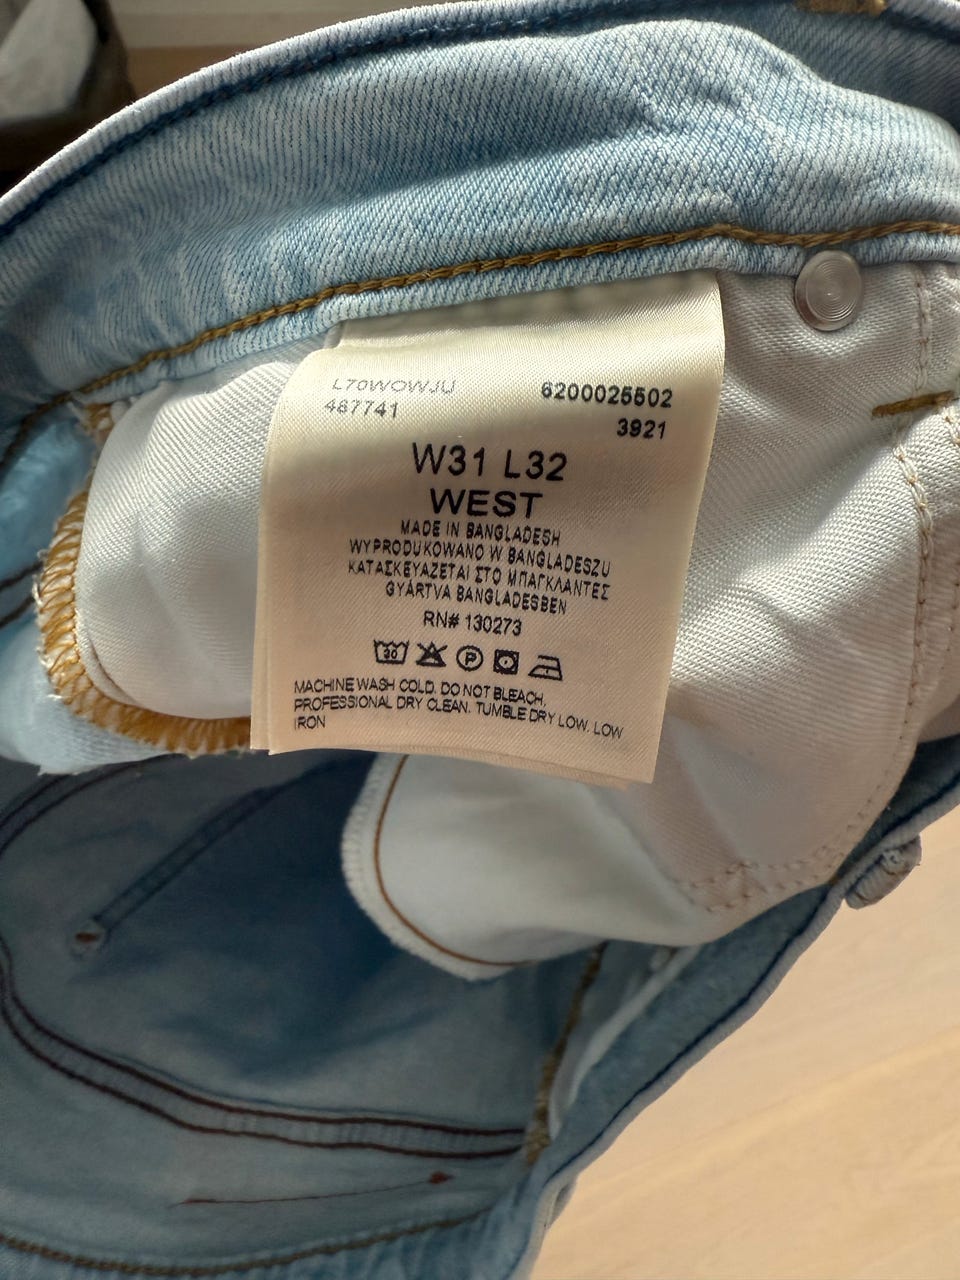 L70WOWJU
467741
6200025502
3921
W31 L32
WEST
MADE IN BANGLADESH
WYPRODUKOWANO W BANGLADESZU
ΚΑΤΑΣΚΕΥΑΖΕΤΑΙ ΣΤΟ ΜΠΑΓΚΛΑΝΤΕΣ
GYÁRTVA BANGLADESBEN
RN# 130273
30 P
MACHINE WASH COLD. DO NOT BLEACH,
PROFESSIONAL DRY CLEAN. TUMBLE DRY LOW. LOW
IRON